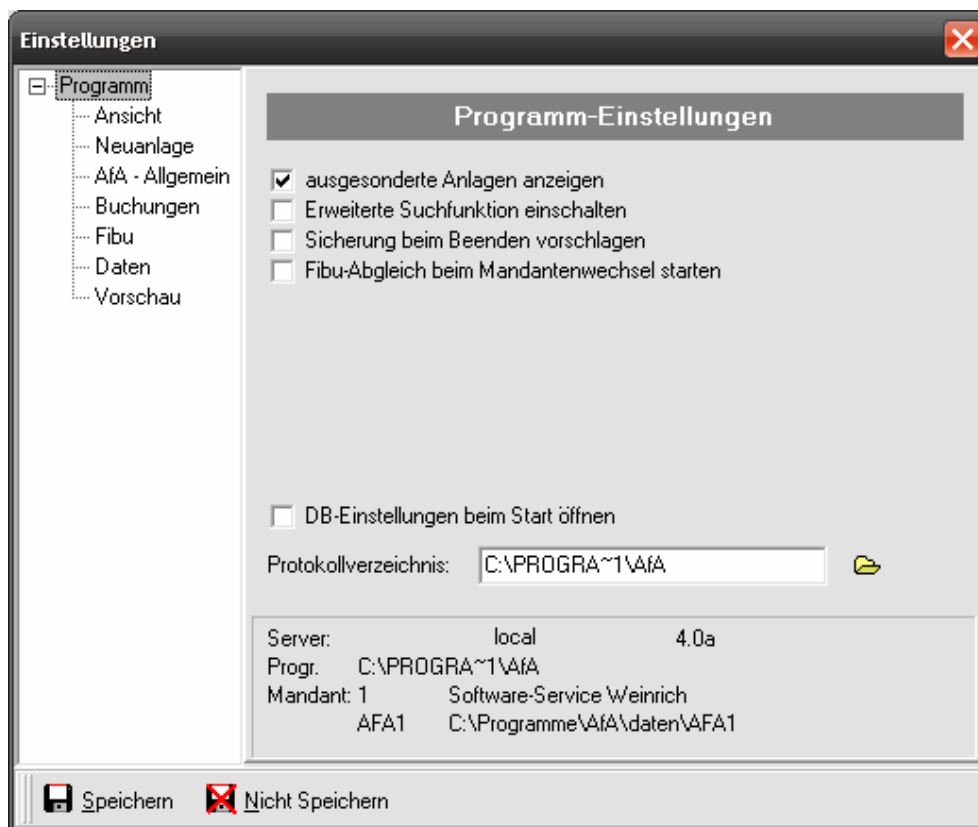 Einstellungen
Programm
Ansicht
Neuanlage
AfA - Allgemein
Buchungen
Fibu
Daten
Vorschau
Programm-Einstellungen
ausgesonderte Anlagen anzeigen
Erweiterte Suchfunktion einschalten
Sicherung beim Beenden vorschlagen
Fibu-Abgleich beim Mandantenwechsel starten
DB-Einstellungen beim Start öffnen
Protokollverzeichnis: C:\PROGRA~1\AfA
Server: local 4.0a
Progr. C:\PROGRA~1\AfA
Mandant: 1 Software-Service Weinrich
AFA1 C:\Programme\AfA\daten\AFA1
Speichern Nicht Speichern